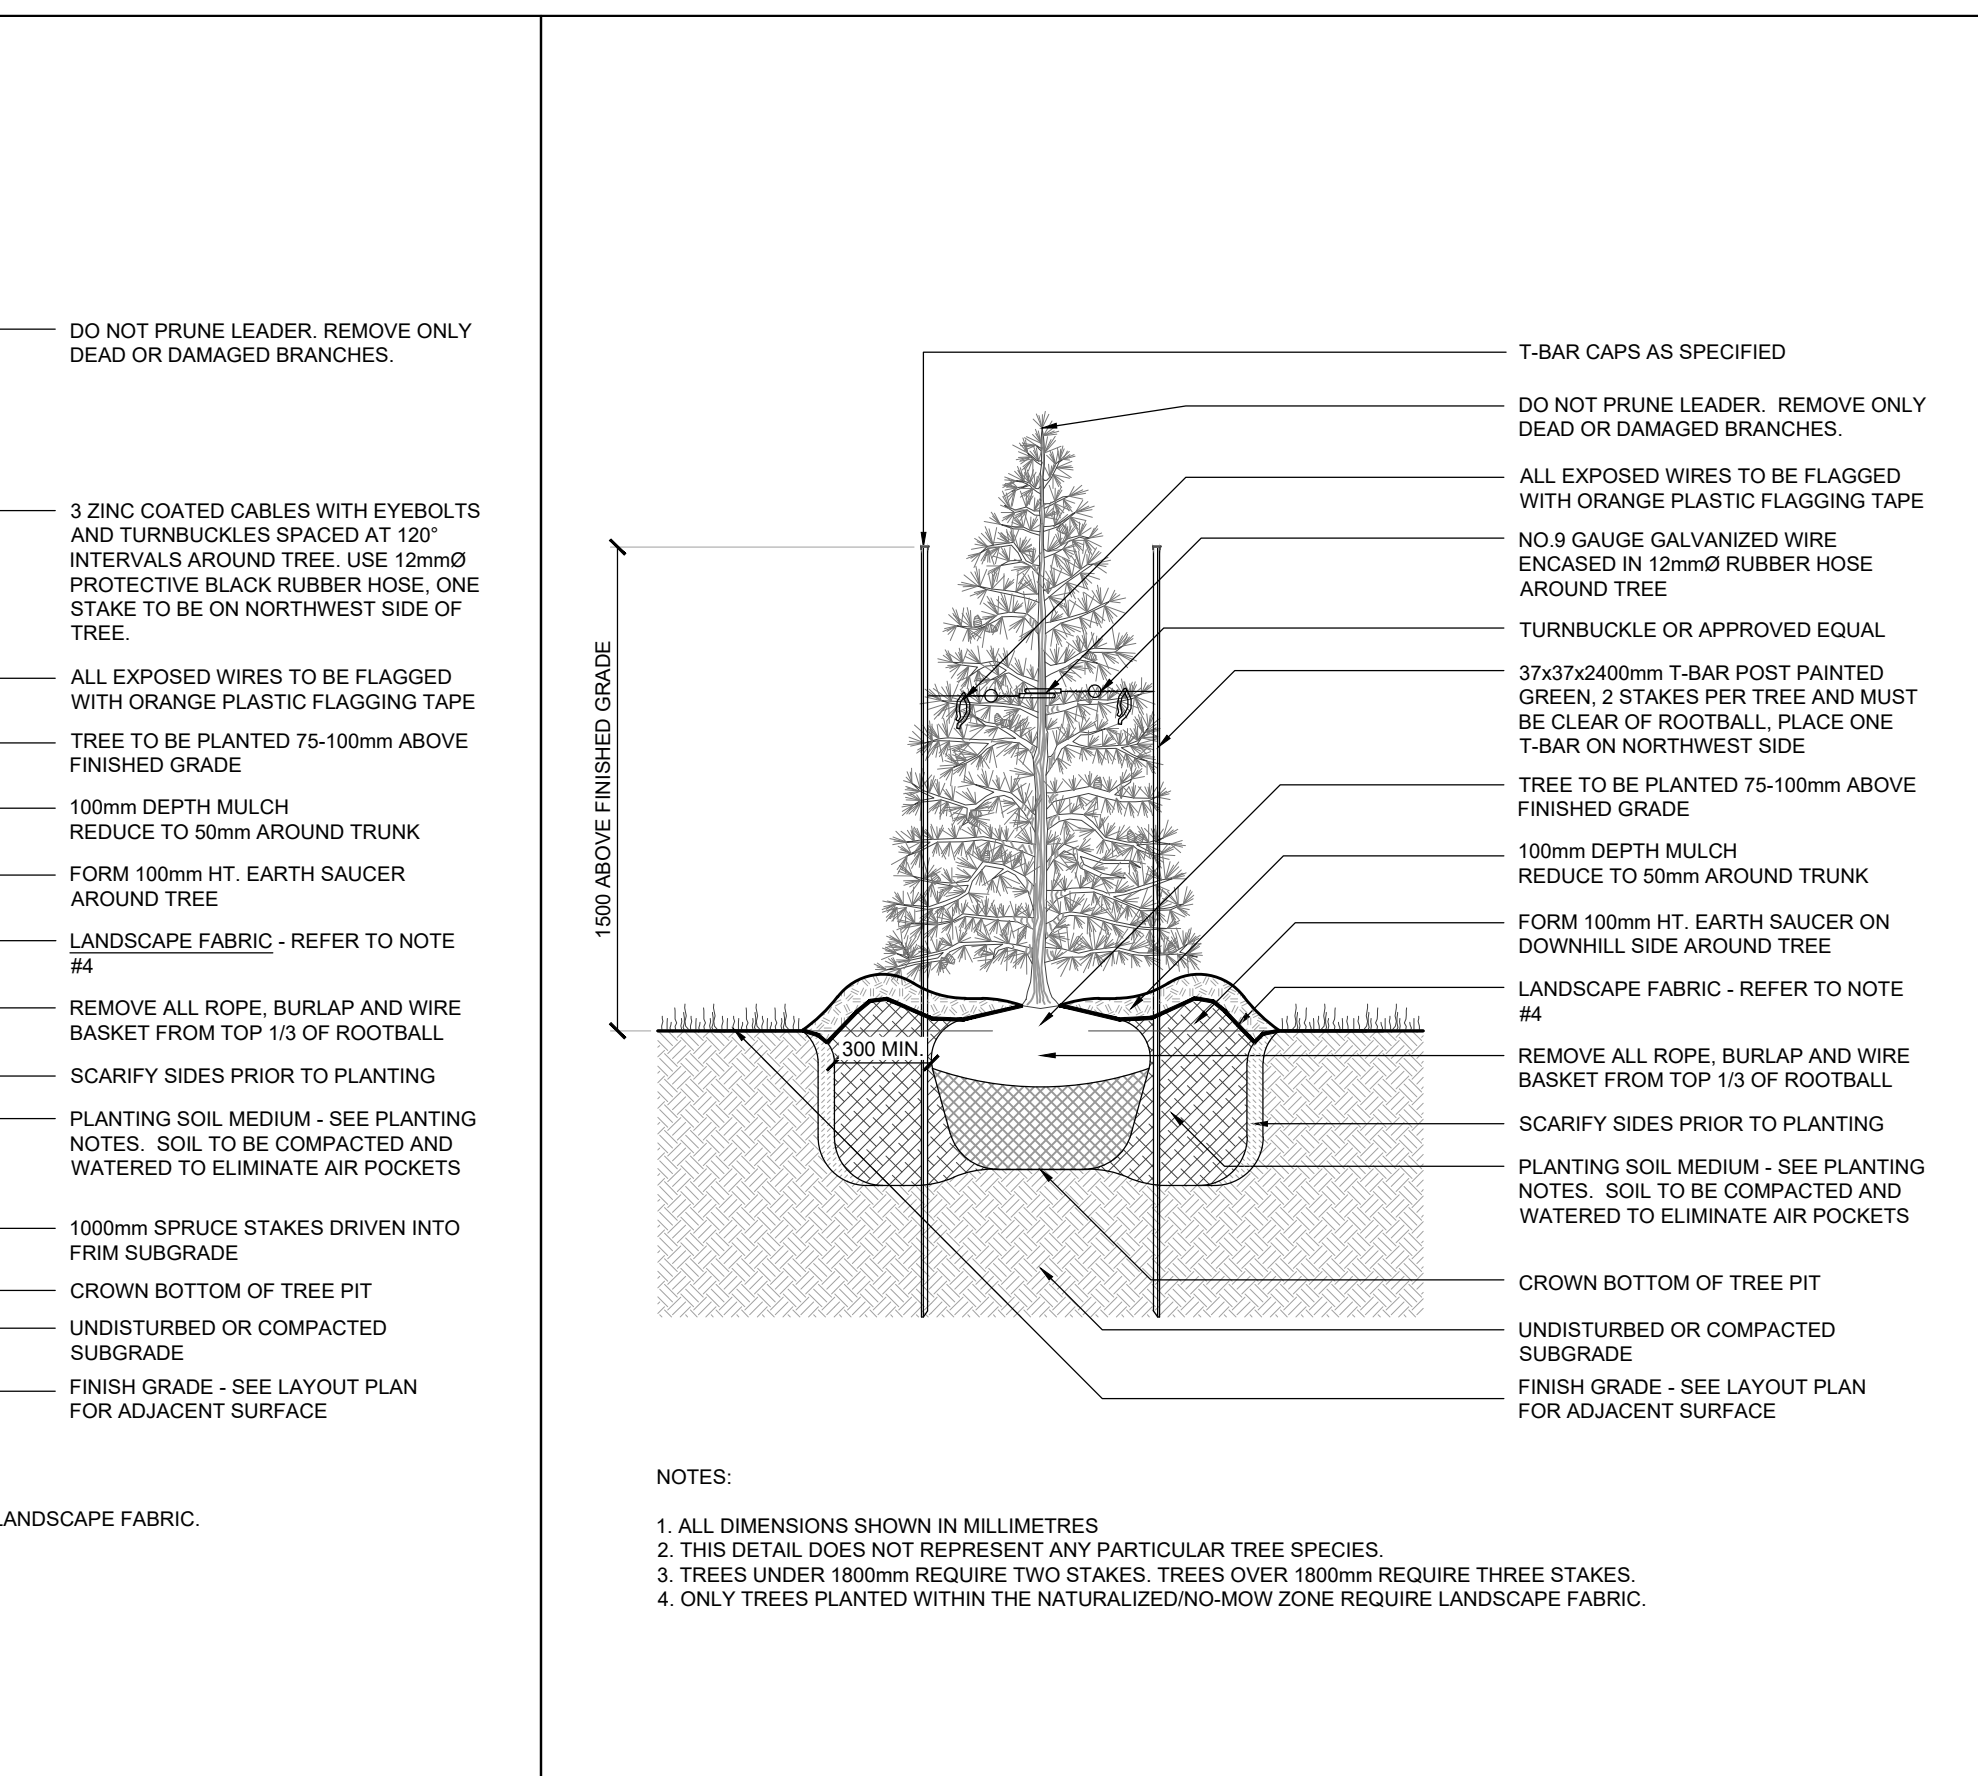 DO NOT PRUNE LEADER. REMOVE ONLY
DEAD OR DAMAGED BRANCHES.
3 ZINC COATED CABLES WITH EYEBOLTS
AND TURNBUCKLES SPACED AT 120°
INTERVALS AROUND TREE. USE 12mmØ
PROTECTIVE BLACK RUBBER HOSE, ONE
STAKE TO BE ON NORTHWEST SIDE OF
TREE.
ALL EXPOSED WIRES TO BE FLAGGED
WITH ORANGE PLASTIC FLAGGING TAPE
TREE TO BE PLANTED 75-100mm ABOVE
FINISHED GRADE
100mm DEPTH MULCH
REDUCE TO 50mm AROUND TRUNK
FORM 100mm HT. EARTH SAUCER
AROUND TREE
LANDSCAPE FABRIC - REFER TO NOTE
#4
REMOVE ALL ROPE, BURLAP AND WIRE
BASKET FROM TOP 1/3 OF ROOTBALL
SCARIFY SIDES PRIOR TO PLANTING
PLANTING SOIL MEDIUM - SEE PLANTING
NOTES.  SOIL TO BE COMPACTED AND
WATERED TO ELIMINATE AIR POCKETS
1000mm SPRUCE STAKES DRIVEN INTO
FRIM SUBGRADE
CROWN BOTTOM OF TREE PIT
UNDISTURBED OR COMPACTED
SUBGRADE
FINISH GRADE - SEE LAYOUT PLAN
FOR ADJACENT SURFACE
LANDSCAPE FABRIC.
1500 ABOVE FINISHED GRADE
300 MIN.
T-BAR CAPS AS SPECIFIED
DO NOT PRUNE LEADER.  REMOVE ONLY
DEAD OR DAMAGED BRANCHES.
ALL EXPOSED WIRES TO BE FLAGGED
WITH ORANGE PLASTIC FLAGGING TAPE
NO.9 GAUGE GALVANIZED WIRE
ENCASED IN 12mmØ RUBBER HOSE
AROUND TREE
TURNBUCKLE OR APPROVED EQUAL
37x37x2400mm T-BAR POST PAINTED
GREEN, 2 STAKES PER TREE AND MUST
BE CLEAR OF ROOTBALL, PLACE ONE
T-BAR ON NORTHWEST SIDE
TREE TO BE PLANTED 75-100mm ABOVE
FINISHED GRADE
100mm DEPTH MULCH
REDUCE TO 50mm AROUND TRUNK
FORM 100mm HT. EARTH SAUCER ON
DOWNHILL SIDE AROUND TREE
LANDSCAPE FABRIC - REFER TO NOTE
#4
REMOVE ALL ROPE, BURLAP AND WIRE
BASKET FROM TOP 1/3 OF ROOTBALL
SCARIFY SIDES PRIOR TO PLANTING
PLANTING SOIL MEDIUM - SEE PLANTING
NOTES.  SOIL TO BE COMPACTED AND
WATERED TO ELIMINATE AIR POCKETS
CROWN BOTTOM OF TREE PIT
UNDISTURBED OR COMPACTED
SUBGRADE
FINISH GRADE - SEE LAYOUT PLAN
FOR ADJACENT SURFACE
NOTES:
1. ALL DIMENSIONS SHOWN IN MILLIMETRES
2. THIS DETAIL DOES NOT REPRESENT ANY PARTICULAR TREE SPECIES.
3. TREES UNDER 1800mm REQUIRE TWO STAKES. TREES OVER 1800mm REQUIRE THREE STAKES.
4. ONLY TREES PLANTED WITHIN THE NATURALIZED/NO-MOW ZONE REQUIRE LANDSCAPE FABRIC.